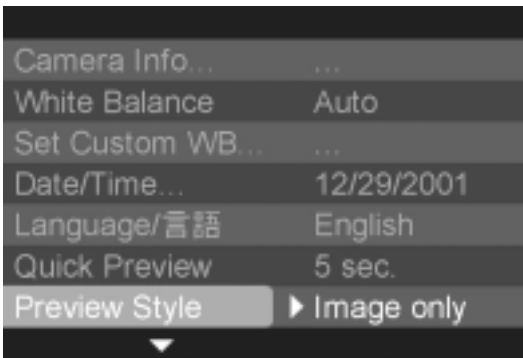 Camera Info... ...
White Balance Auto
Set Custom WB... ...
Date/Time... 12/29/2001
Language/言語 English
Quick Preview 5 sec.
Preview Style Image only